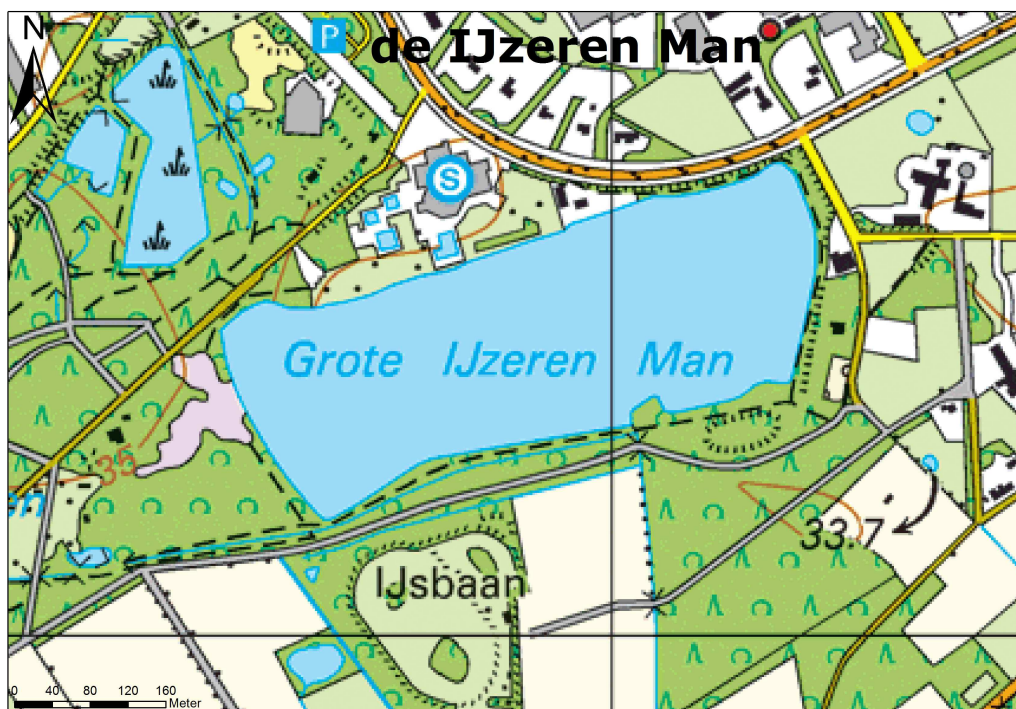 N
P
de IJzeren Man
S
Grote IJzeren Man
35
33.7
IJsbaan
0 40 80 120 160
Meter